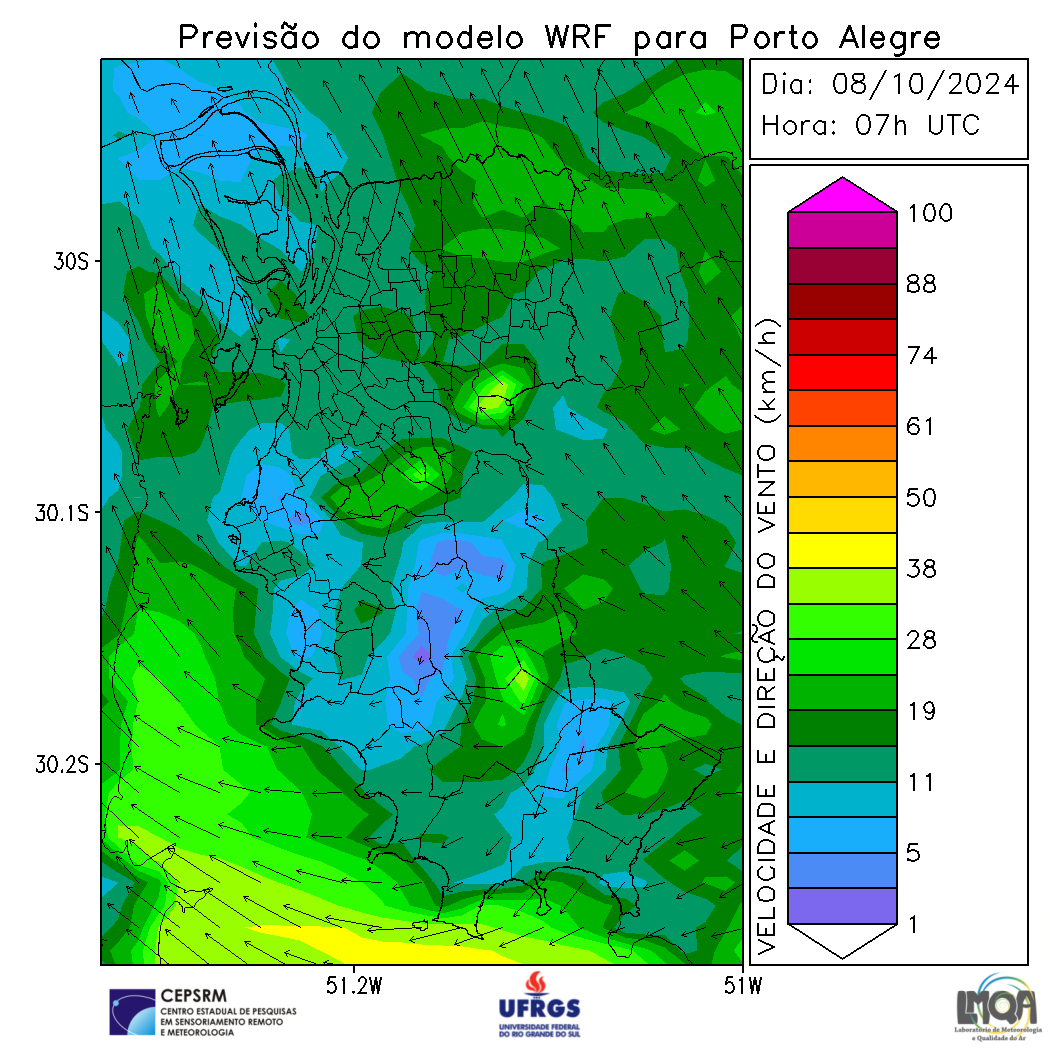 Previsão do modelo WRF para Porto Alegre
Dia: 08/10/2024
Hora: 07h UTC
30S
30.1S
30.2S
51.2W
51W
VELOCIDADE E DIREÇÃO DO VENTO (km/h)
100
88
74
61
50
38
28
19
11
5
1
CEPSRM
CENTRO ESTADUAL DE PESQUISAS
EM SENSORIAMENTO REMOTO
E METEOROLOGIA
UFRGS
UNIVERSIDADE FEDERAL
DO RIO GRANDE DO SUL
LMQA
Laboratório de Meteorologia
e Qualidade do Ar